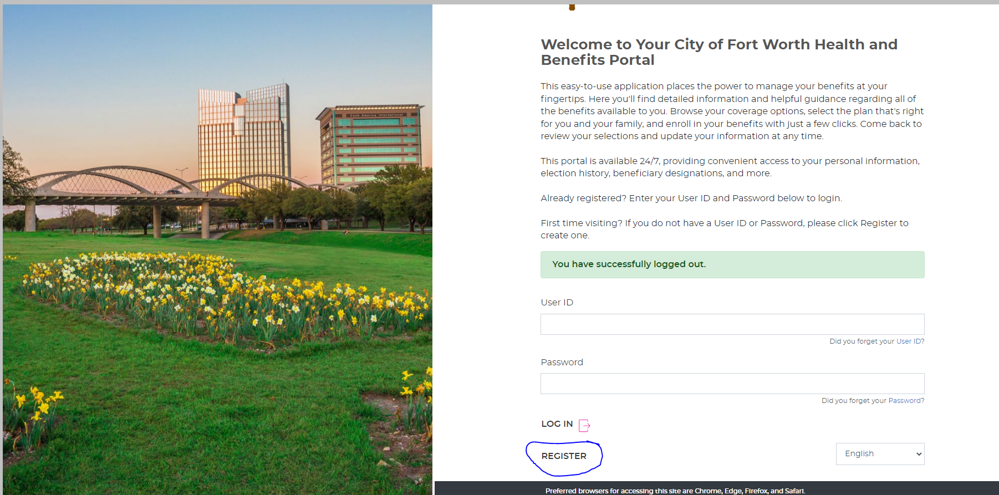 Cash America International
Welcome to Your City of Fort Worth Health and
Benefits Portal
This easy-to-use application places the power to manage your benefits at your
fingertips. Here you'll find detailed information and helpful guidance regarding all of
the benefits available to you. Browse your coverage options, select the plan that's right
for you and your family, and enroll in your benefits with just a few clicks. Come back to
review your selections and update your information at any time.
This portal is available 24/7, providing convenient access to your personal information,
election history, beneficiary designations, and more.
Already registered? Enter your User ID and Password below to login.
First time visiting? If you do not have a User ID or Password, please click Register to
create one.
You have successfully logged out.
User ID
Did you forget your User ID?
Password
Did you forget your Password?
LOG IN
REGISTER
English
Preferred browsers for accessing this site are Chrome, Edge, Firefox, and Safari.